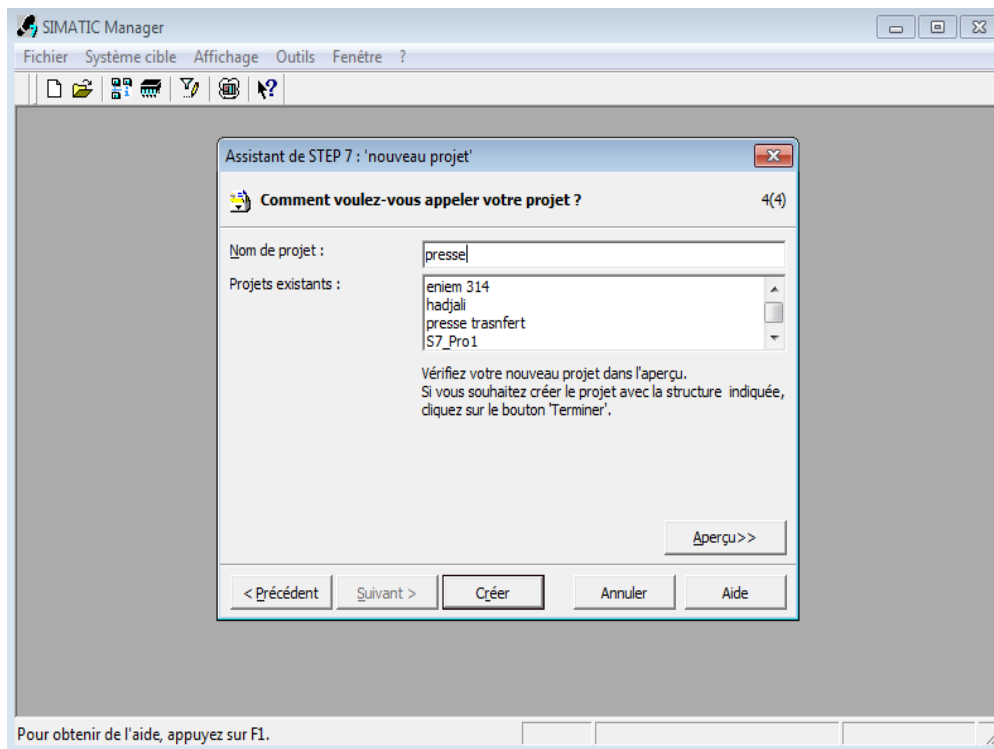 SIMATIC Manager
Fichier Système cible Affichage Outils Fenêtre ?
Assistant de STEP 7 : 'nouveau projet'
Comment voulez-vous appeler votre projet ? 4(4)
Nom de projet : presse
Projets existants : eniem 314
hadjali
presse trasnfert
S7_Pro1
Vérifiez votre nouveau projet dans l'aperçu.
Si vous souhaitez créer le projet avec la structure indiquée,
cliquez sur le bouton 'Terminer'.
Aperçu>>
< Précédent Suivant > Créer Annuler Aide
Pour obtenir de l'aide, appuyez sur F1.